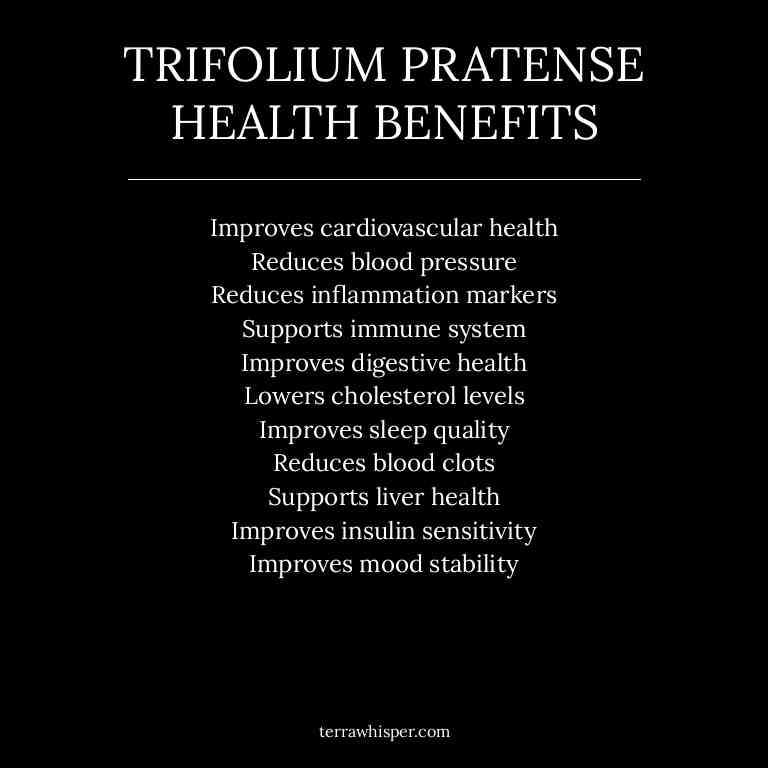 TRIFOLIUM PRATENSE
HEALTH BENEFITS
Improves cardiovascular health
Reduces blood pressure
Reduces inflammation markers
Supports immune system
Improves digestive health
Lowers cholesterol levels
Improves sleep quality
Reduces blood clots
Supports liver health
Improves insulin sensitivity
Improves mood stability
terrawhisper.com